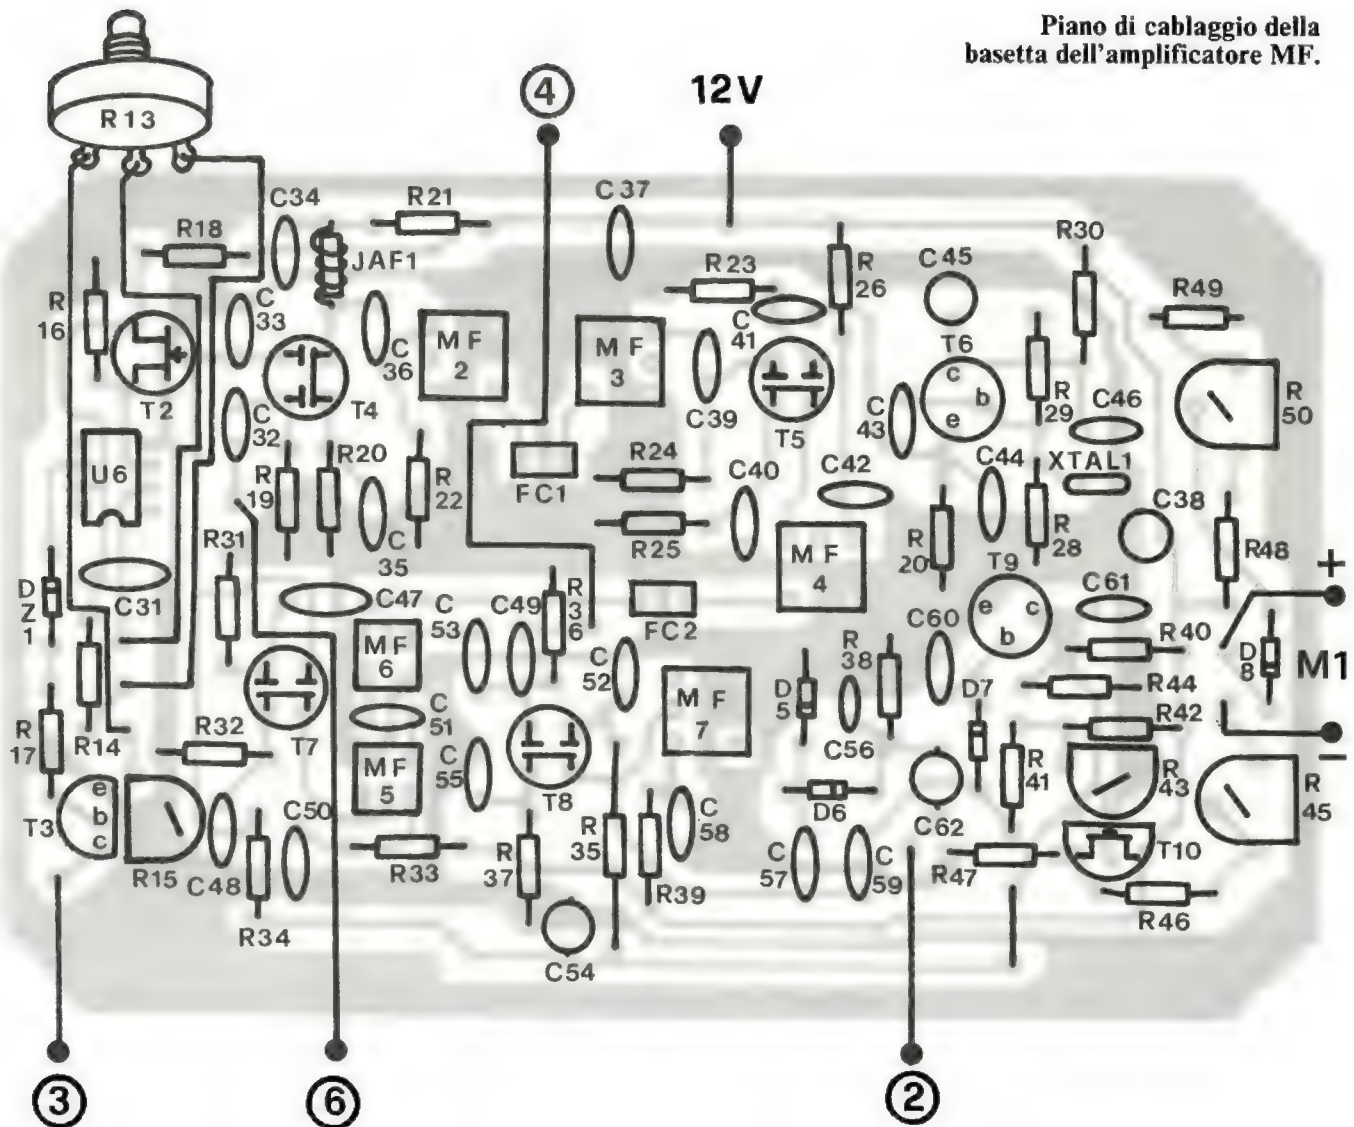 Piano di cablaggio della
basetta dell'amplificatore MF.
R13
4
12V
C34
R21
C37
R18
JAF1
R23
R
26
C45
R30
R49
R
16
C
33
C
36
MF
2
MF
3
C
41
C39
T6
c
b
e
R
29
C46
R
50
T2
T4
T5
C
43
C
32
U6
R
19
R20
R
22
FC1
R24
C40
C42
C44
XTAL1
C38
R31
C
35
R25
MF
4
R
20
R
28
R48
+
D
Z
1
C31
C47
C
53
C49
R
3
6
FC2
T9
e
c
b
C61
C60
R40
D
8
M1
MF
6
C
52
R
38
R14
R
17
R32
T7
C
51
MF
7
D
5
C56
D7
R44
R42
–
MF
5
C
55
T8
D6
C62
R
41
R
43
R
45
T3
e
b
c
R15
C48
C50
R33
R
37
R
35
R39
C
58
C
57
C
59
R47
T10
R34
C54
R46
3
6
2